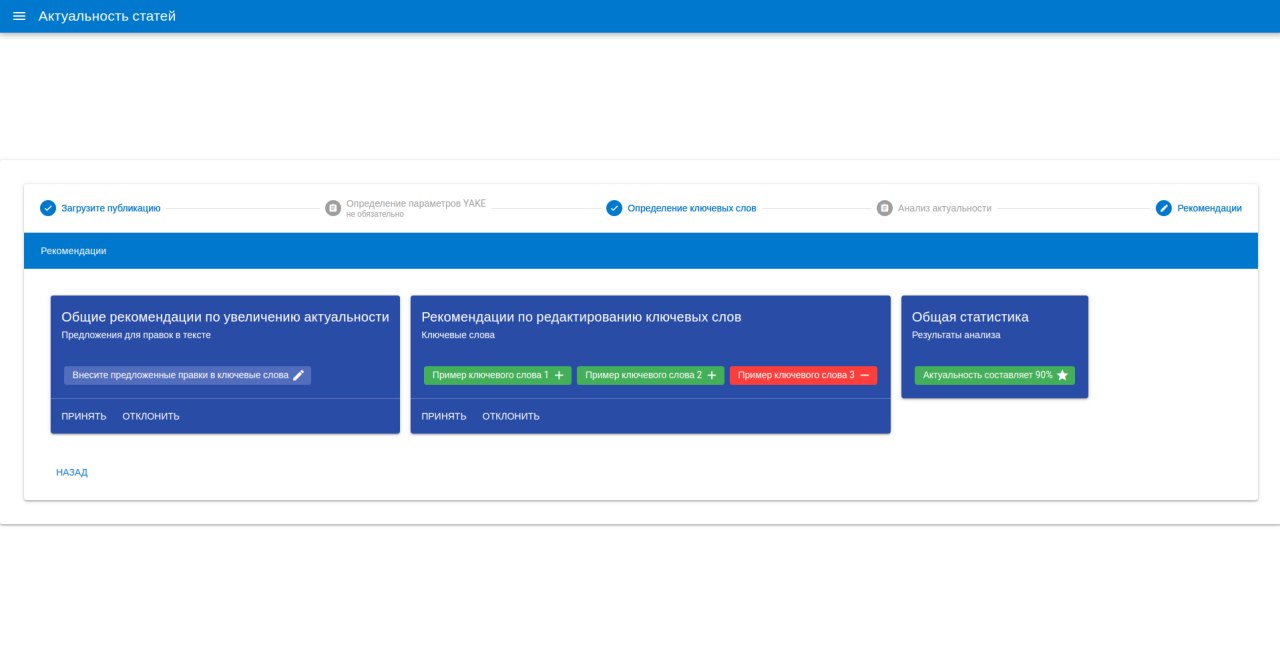 Актуальность статей
Загрузите публикацию
Определение параметров YAKE
не обязательно
Определение ключевых слов
Анализ актуальности
Рекомендации
Рекомендации
Общие рекомендации по увеличению актуальности
Предложения для правок в тексте
Внесите предложенные правки в ключевые слова
ПРИНЯТЬ ОТКЛОНИТЬ
Рекомендации по редактированию ключевых слов
Ключевые слова
Пример ключевого слова 1 Пример ключевого слова 2 Пример ключевого слова 3
ПРИНЯТЬ ОТКЛОНИТЬ
Общая статистика
Результаты анализа
Актуальность составляет 90%
НАЗАД